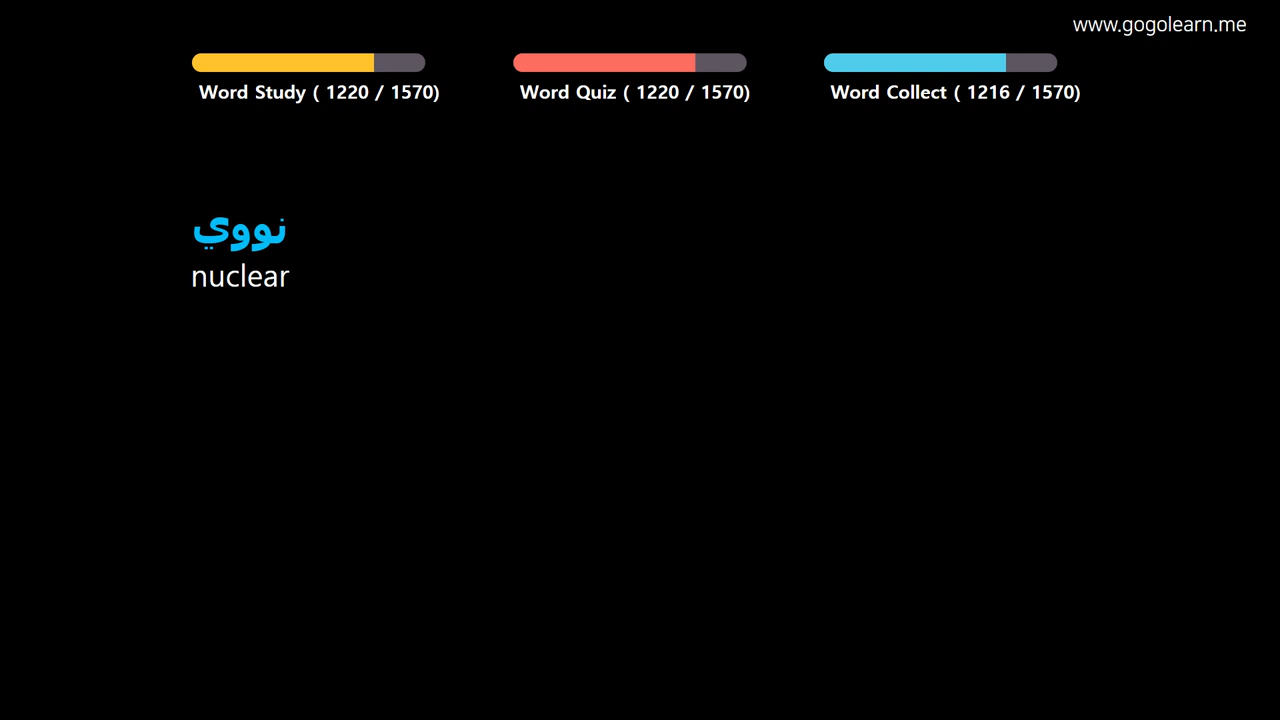 www.gogolearn.me
Word Study ( 1220 / 1570)
Word Quiz ( 1220 / 1570)
Word Collect ( 1216 / 1570)
نووي
nuclear